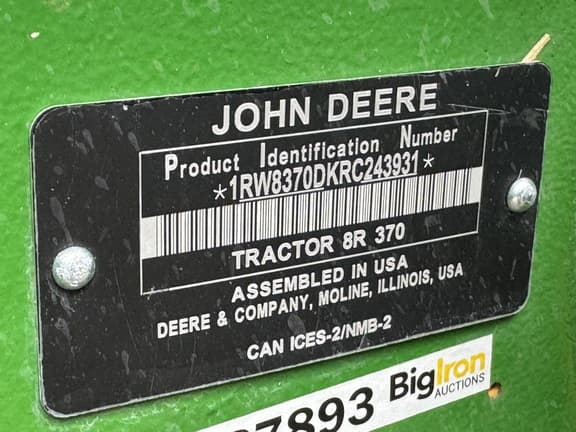 JOHN DEERE
Product Identification Number
*1RW8370DKRC243931*
TRACTOR 8R 370
ASSEMBLED IN USA
DEERE & COMPANY, MOLINE, ILLINOIS, USA
CAN ICES-2/NMB-2
7893 BigIron
AUCTIONS